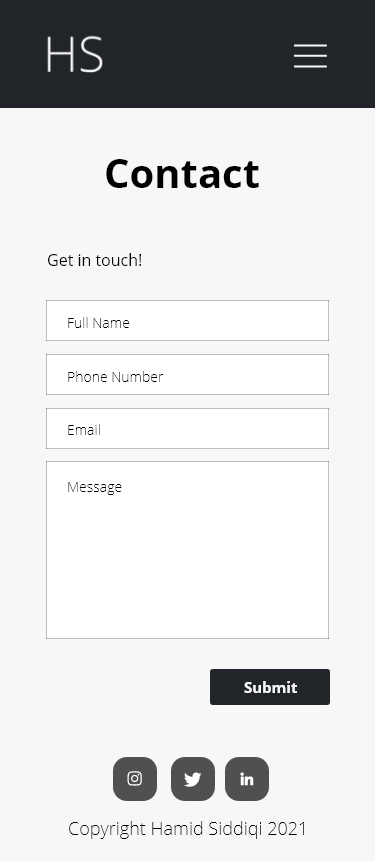 HS
Contact
Get in touch!
Full Name
Phone Number
Email
Message
Submit
in
Copyright Hamid Siddiqi 2021